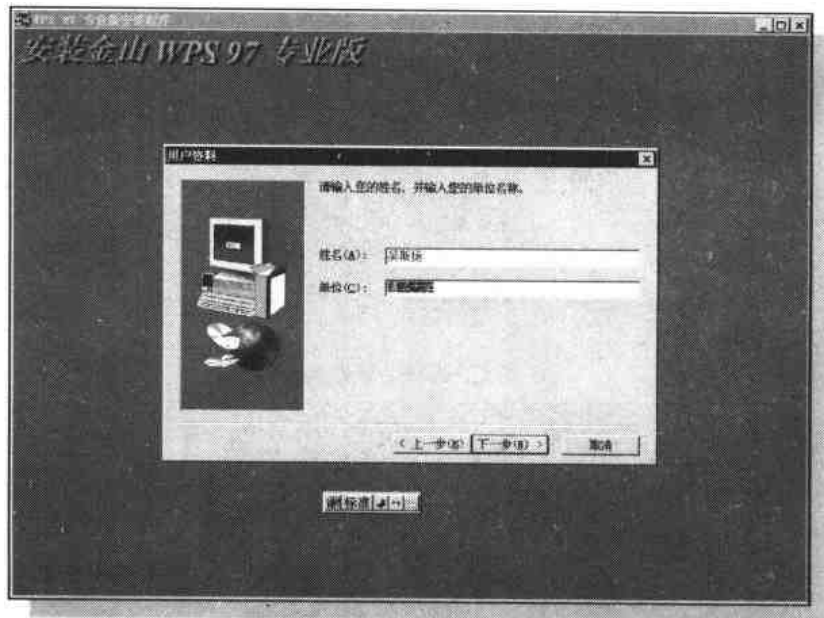 安装金山 WPS 97 专业版
用户资料
请输入您的姓名，并输入您的单位名称。
姓名(A):
单位(C):
< 上一步(B) 下一步(N) > 取消
标准